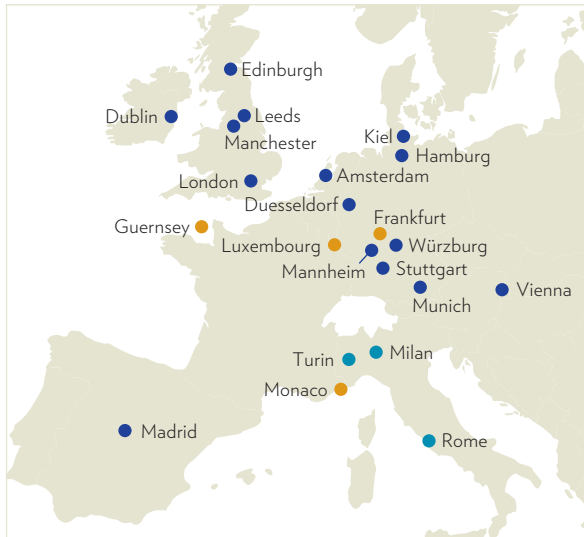 Edinburgh
Dublin
Leeds
Manchester
Kiel
Hamburg
London
Amsterdam
Duesseldorf
Guernsey
Frankfurt
Luxembourg
Würzburg
Mannheim
Stuttgart
Munich
Vienna
Turin
Milan
Monaco
Madrid
Rome